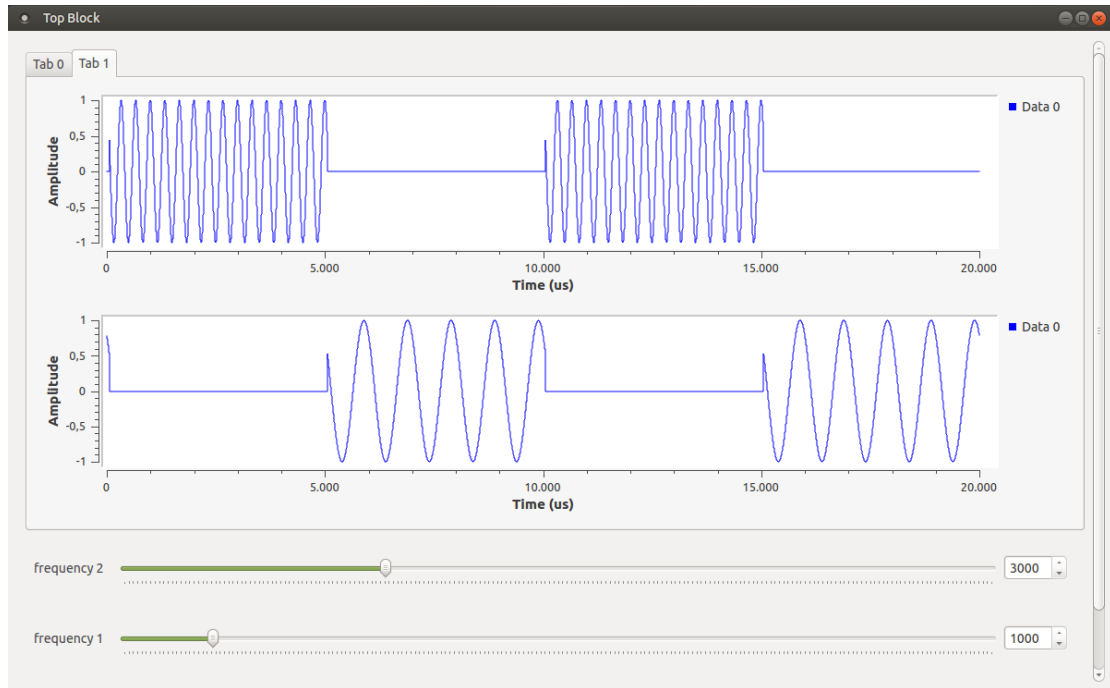 Top Block
Tab 0 Tab 1
1
0,5
0
-0,5
-1
Amplitude
Data 0
0 5.000 10.000 15.000 20.000
Time (us)
1
0,5
0
-0,5
-1
Amplitude
Data 0
0 5.000 10.000 15.000 20.000
Time (us)
frequency 2 3000
frequency 1 1000